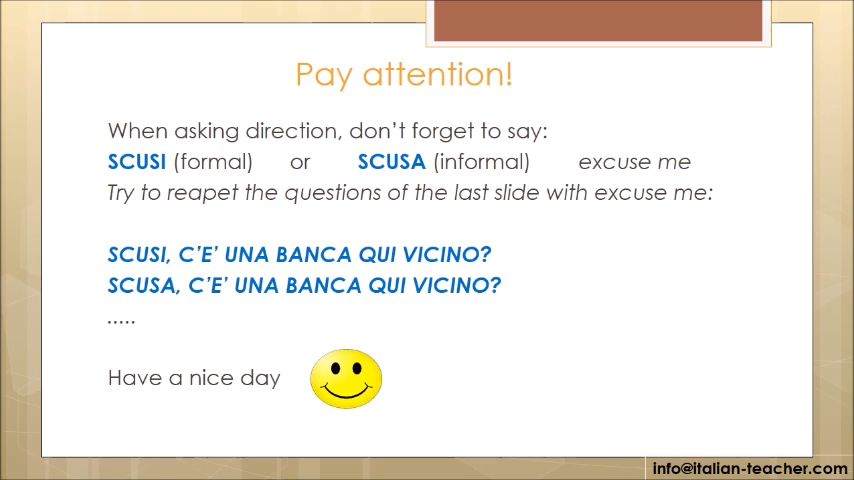 Pay attention!
When asking direction, don't forget to say:
SCUSI (formal) or SCUSA (informal) excuse me
Try to reapet the questions of the last slide with excuse me:
SCUSI, C'E' UNA BANCA QUI VICINO?
SCUSA, C'E' UNA BANCA QUI VICINO?
.....
Have a nice day
info@italian-teacher.com